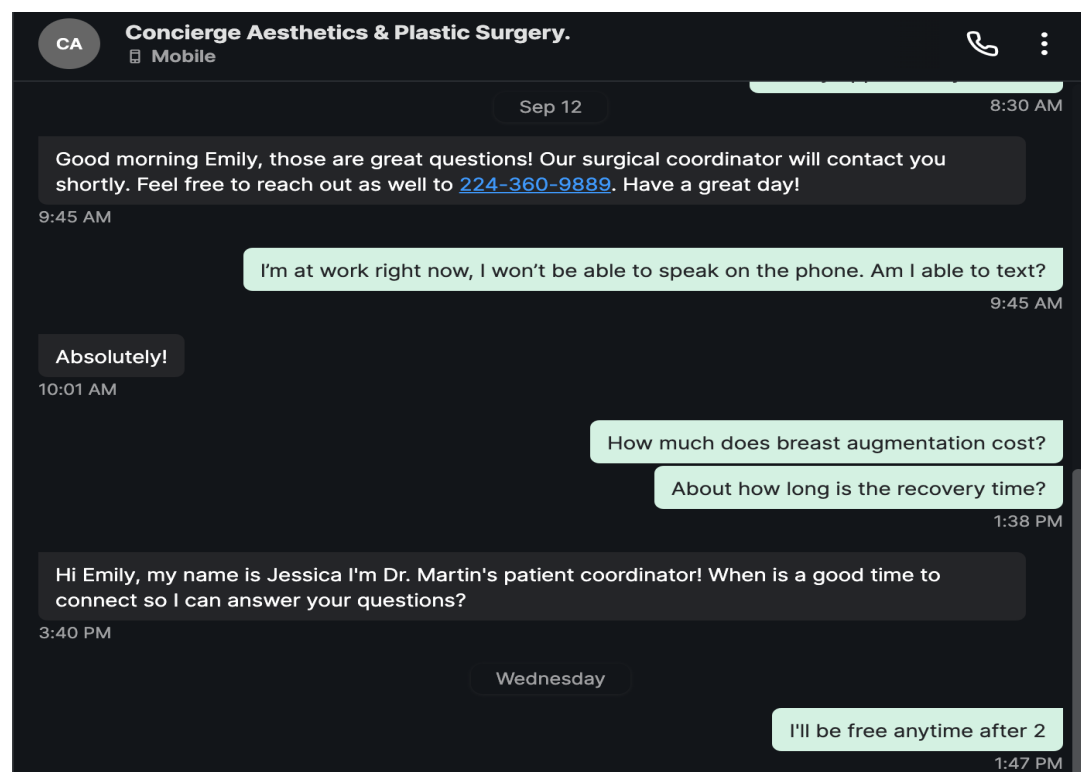 CA
Concierge Aesthetics & Plastic Surgery.
Mobile
8:30 AM
Sep 12
Good morning Emily, those are great questions! Our surgical coordinator will contact you
shortly. Feel free to reach out as well to 224-360-9889. Have a great day!
9:45 AM
I’m at work right now, I won’t be able to speak on the phone. Am I able to text?
9:45 AM
Absolutely!
10:01 AM
How much does breast augmentation cost?
About how long is the recovery time?
1:38 PM
Hi Emily, my name is Jessica I'm Dr. Martin's patient coordinator! When is a good time to
connect so I can answer your questions?
3:40 PM
Wednesday
I'll be free anytime after 2
1:47 PM